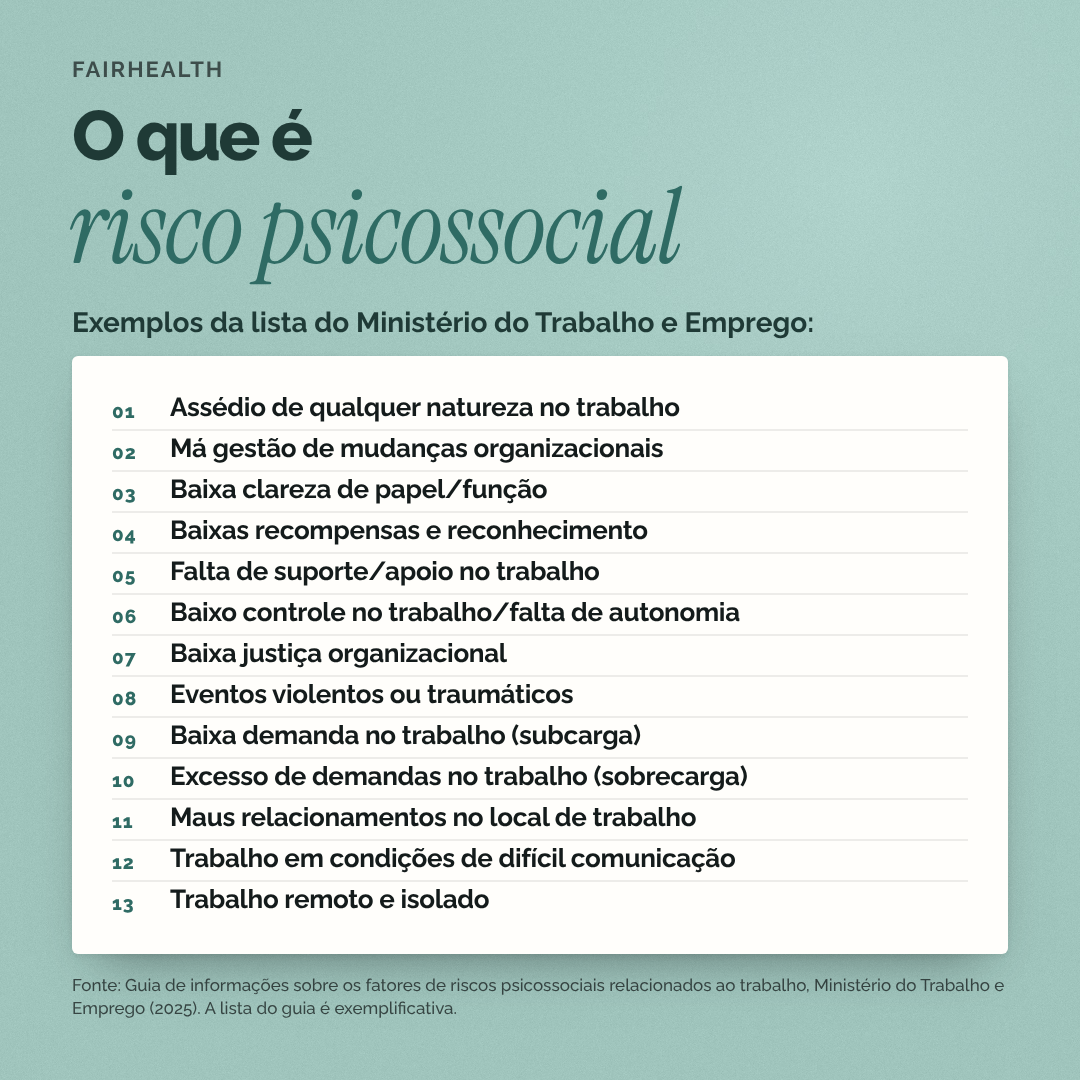 FAIRHEALTH
O que é
risco psicossocial
Exemplos da lista do Ministério do Trabalho e Emprego:
01 Assédio de qualquer natureza no trabalho
02 Má gestão de mudanças organizacionais
03 Baixa clareza de papel/função
04 Baixas recompensas e reconhecimento
05 Falta de suporte/apoio no trabalho
06 Baixo controle no trabalho/falta de autonomia
07 Baixa justiça organizacional
08 Eventos violentos ou traumáticos
09 Baixa demanda no trabalho (subcarga)
10 Excesso de demandas no trabalho (sobrecarga)
11 Maus relacionamentos no local de trabalho
12 Trabalho em condições de difícil comunicação
13 Trabalho remoto e isolado
Fonte: Guia de informações sobre os fatores de riscos psicossociais relacionados ao trabalho, Ministério do Trabalho e
Emprego (2025). A lista do guia é exemplificativa.